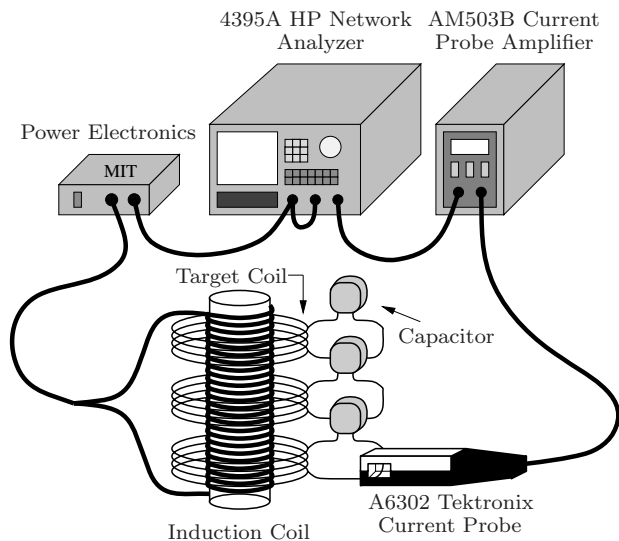 4395A HP Network
Analyzer
AM503B Current
Probe Amplifier
Power Electronics
MIT
Target Coil
Capacitor
A6302 Tektronix
Current Probe
Induction Coil